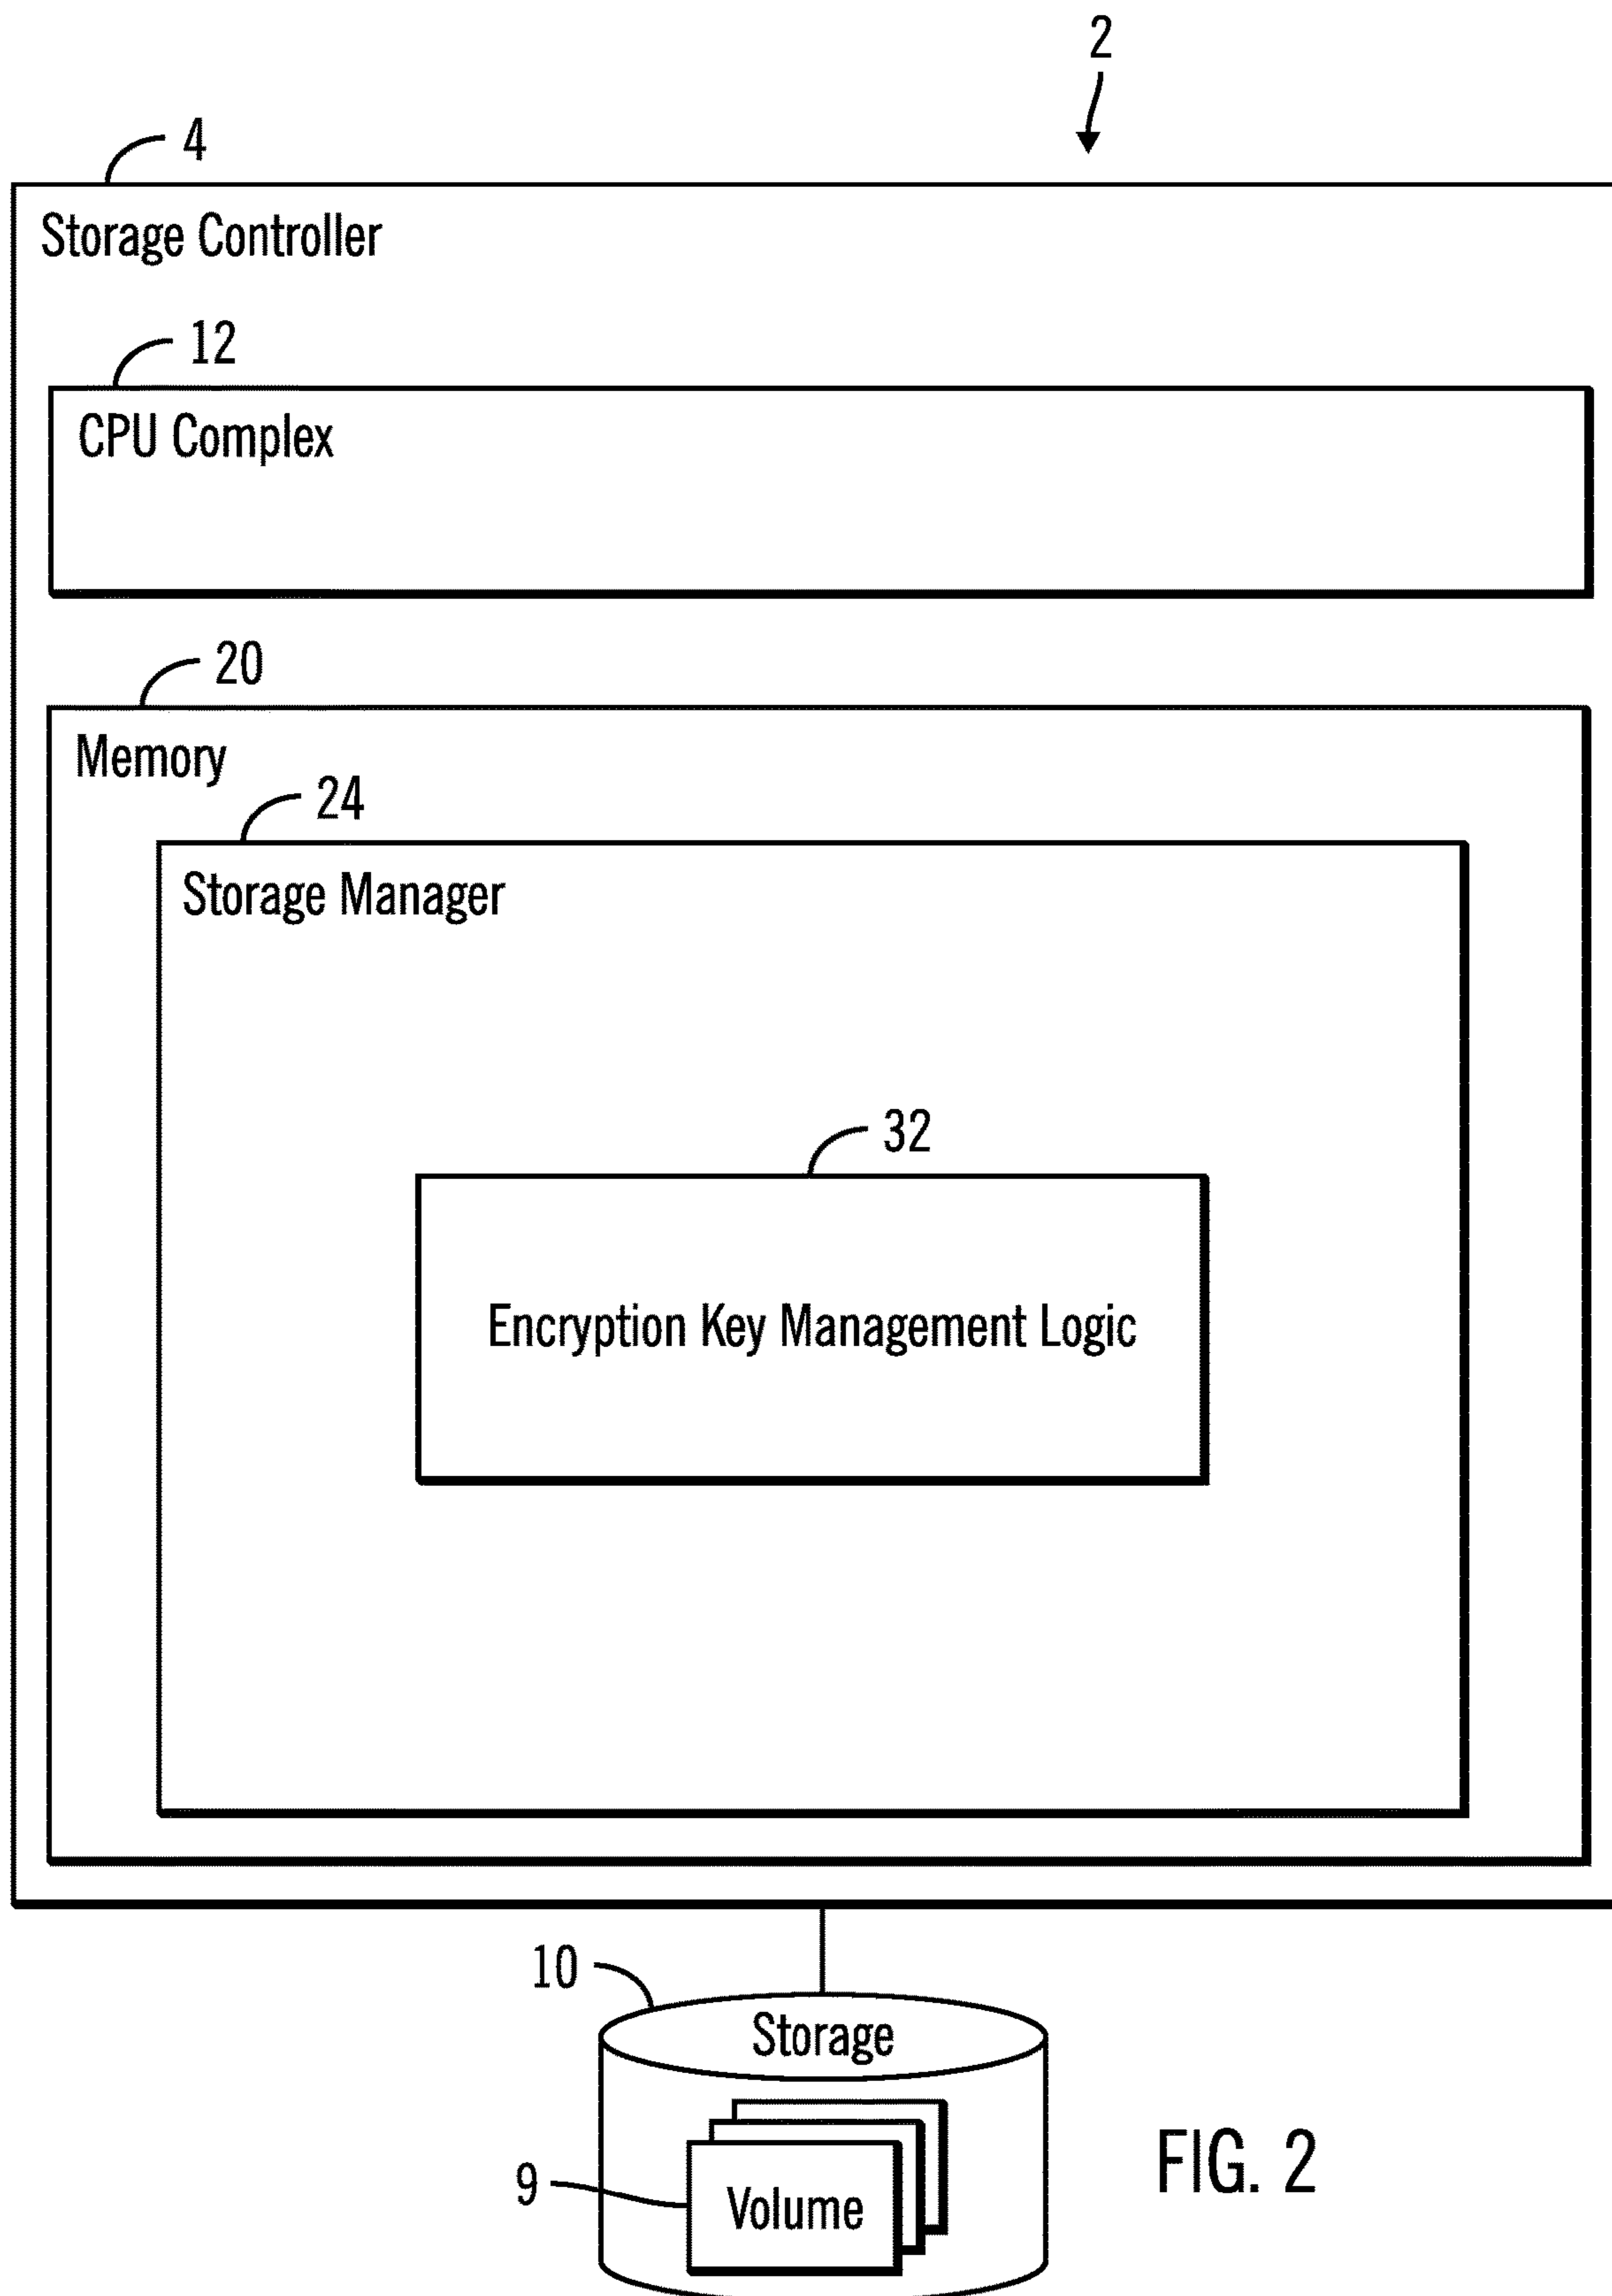 2
4
Storage Controller
12
CPU Complex
20
Memory
24
Storage Manager
32
Encryption Key Management Logic
10
Storage
9
Volume
FIG. 2